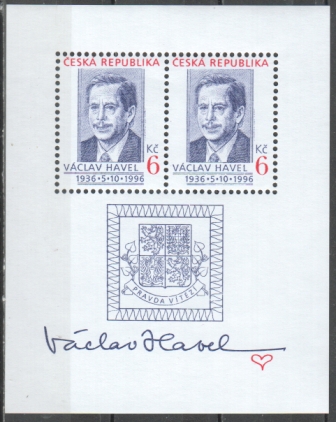 ČESKÁ REPUBLIKA ČESKÁ REPUBLIKA
Kč Kč
VÁCLAV HAVEL 6 VÁCLAV HAVEL 6
1936 • 5 • 10 • 1996 1936 • 5 • 10 • 1996
PRAVDA VÍTĚZÍ
Václav Havel